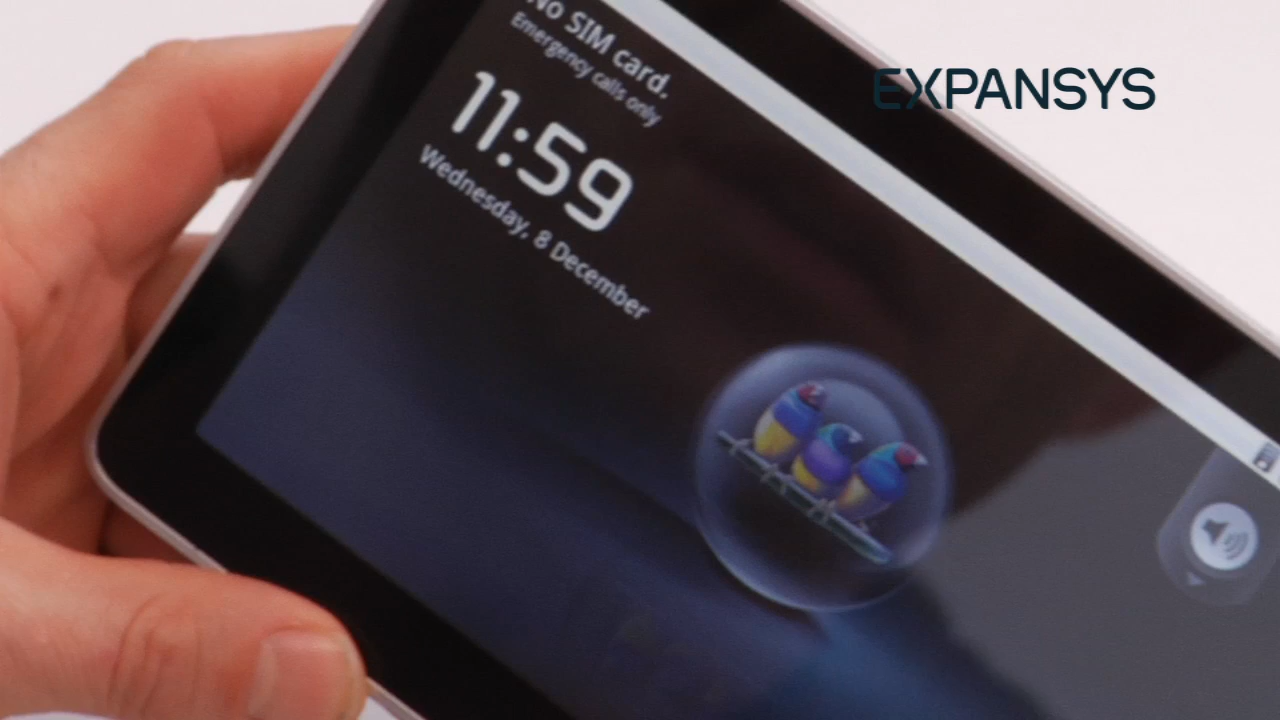 No SIM card.
Emergency calls only
11:59
Wednesday, 8 December
EXPANSYS